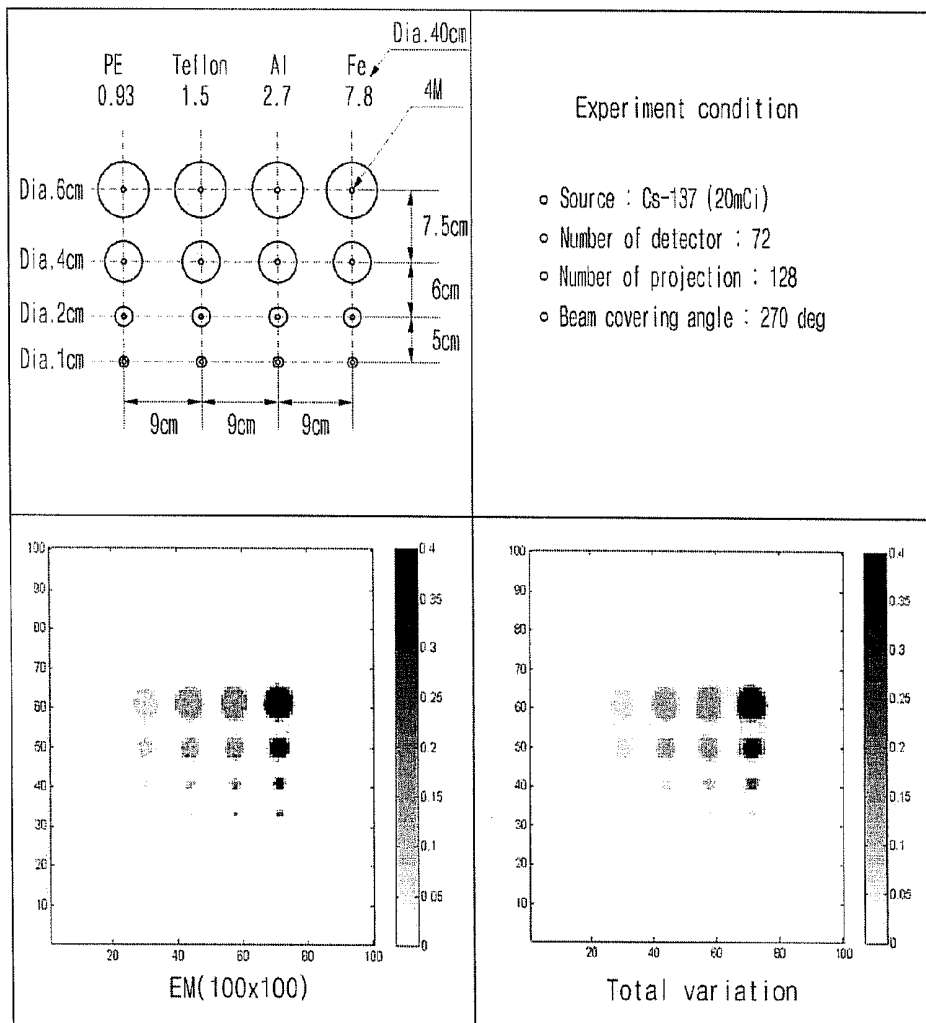 Dia.40cm
PE Teflon Al Fe
0.93 1.5 2.7 7.8
4M
Dia.6cm
7.5cm
Dia.4cm
6cm
Dia.2cm
5cm
Dia.1cm
9cm 9cm 9cm
Experiment condition
o Source : Cs-137 (20mCi)
o Number of detector : 72
o Number of projection : 128
o Beam covering angle : 270 deg
100
90
80
70
60
50
40
30
20
10
20 40 60 80 100
0.4
0.35
0.3
0.25
0.2
0.15
0.1
0.05
0
EM(100x100)
100
90
80
70
60
50
40
30
20
10
20 40 60 80 100
0.4
0.35
0.3
0.25
0.2
0.15
0.1
0.05
0
Total variation